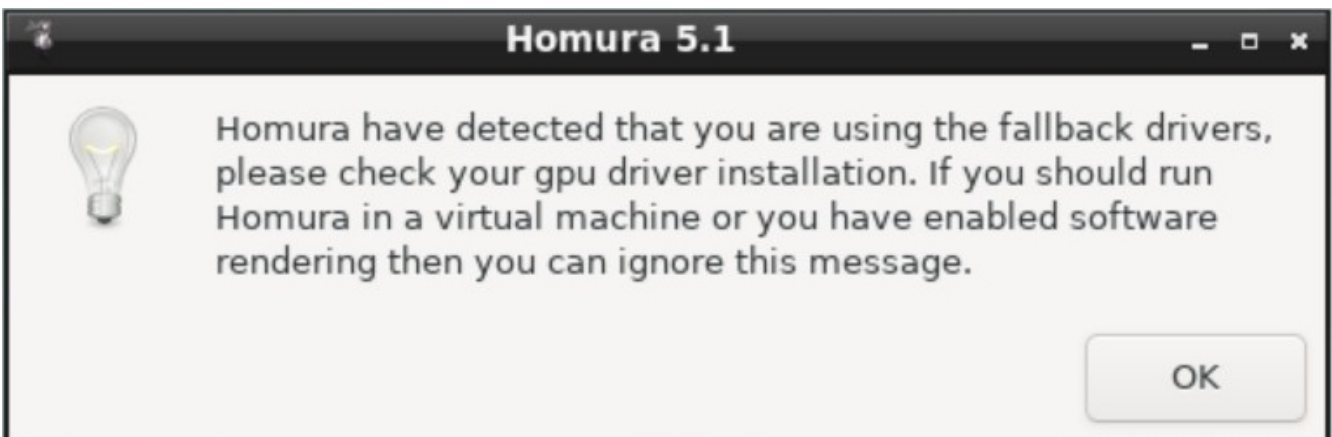 Homura 5.1
Homura have detected that you are using the fallback drivers,
please check your gpu driver installation. If you should run
Homura in a virtual machine or you have enabled software
rendering then you can ignore this message.
OK